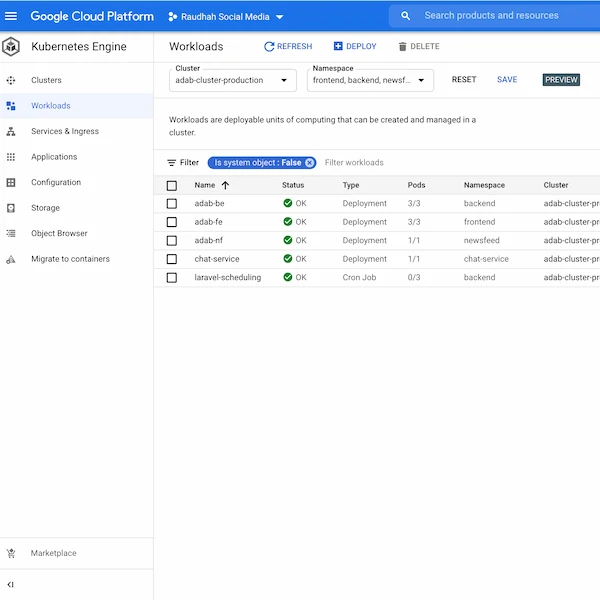 Google Cloud Platform
Raudhah Social Media
Search products and resources
Kubernetes Engine
Workloads
REFRESH
DEPLOY
DELETE
Clusters
Workloads
Services & Ingress
Applications
Configuration
Storage
Object Browser
Migrate to containers
Marketplace
Cluster
adab-cluster-production
Namespace
frontend, backend, newsf...
RESET
SAVE
PREVIEW
Workloads are deployable units of computing that can be created and managed in a
cluster.
Filter
Is system object : False
Filter workloads
Name Status Type Pods Namespace Cluster
adab-be OK Deployment 3/3 backend adab-cluster-pr
adab-fe OK Deployment 3/3 frontend adab-cluster-pr
adab-nf OK Deployment 1/1 newsfeed adab-cluster-pr
chat-service OK Deployment 1/1 chat-service adab-cluster-pr
laravel-scheduling OK Cron Job 0/3 backend adab-cluster-pr